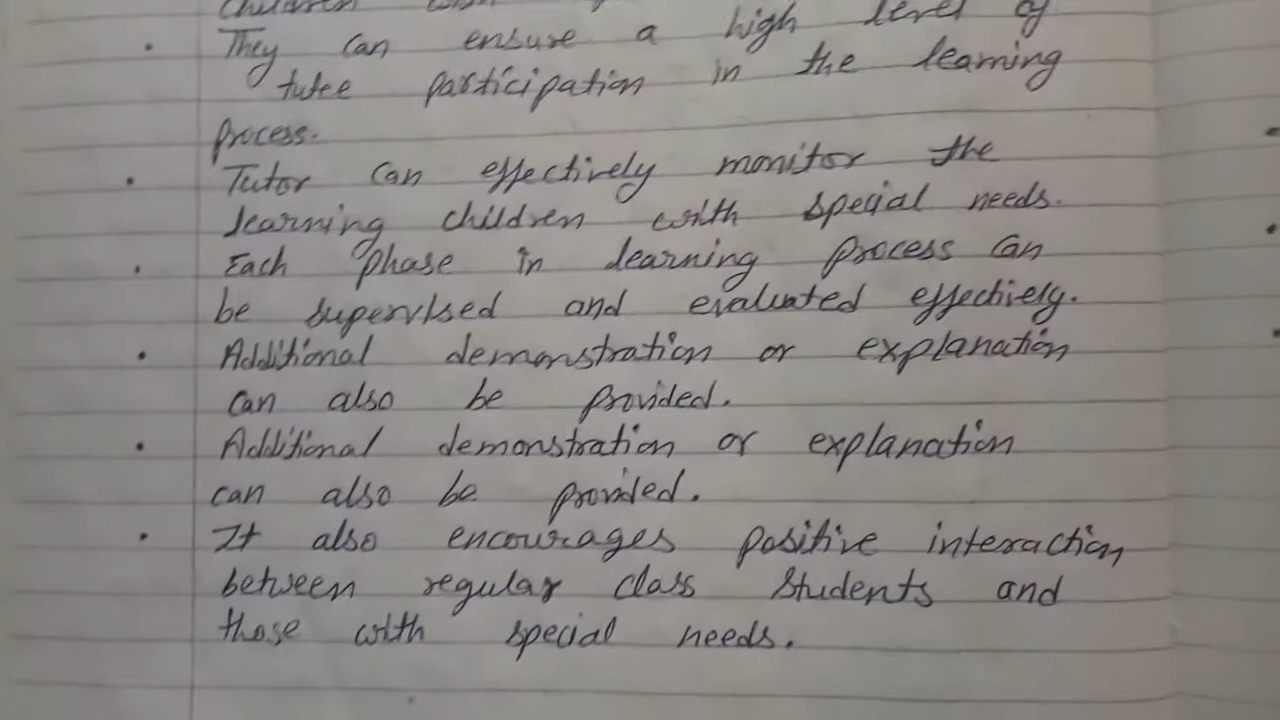 children with
• They can ensure a high level of
tutee participation in the learning
process.
• Tutor can effectively monitor the
learning children with special needs.
• Each phase in learning process can
be supervised and evaluated effectively.
• Additional demonstration or explanation
can also be provided.
• Additional demonstration or explanation
can also be provided.
• It also encourages positive interaction
between regular class students and
those with special needs.